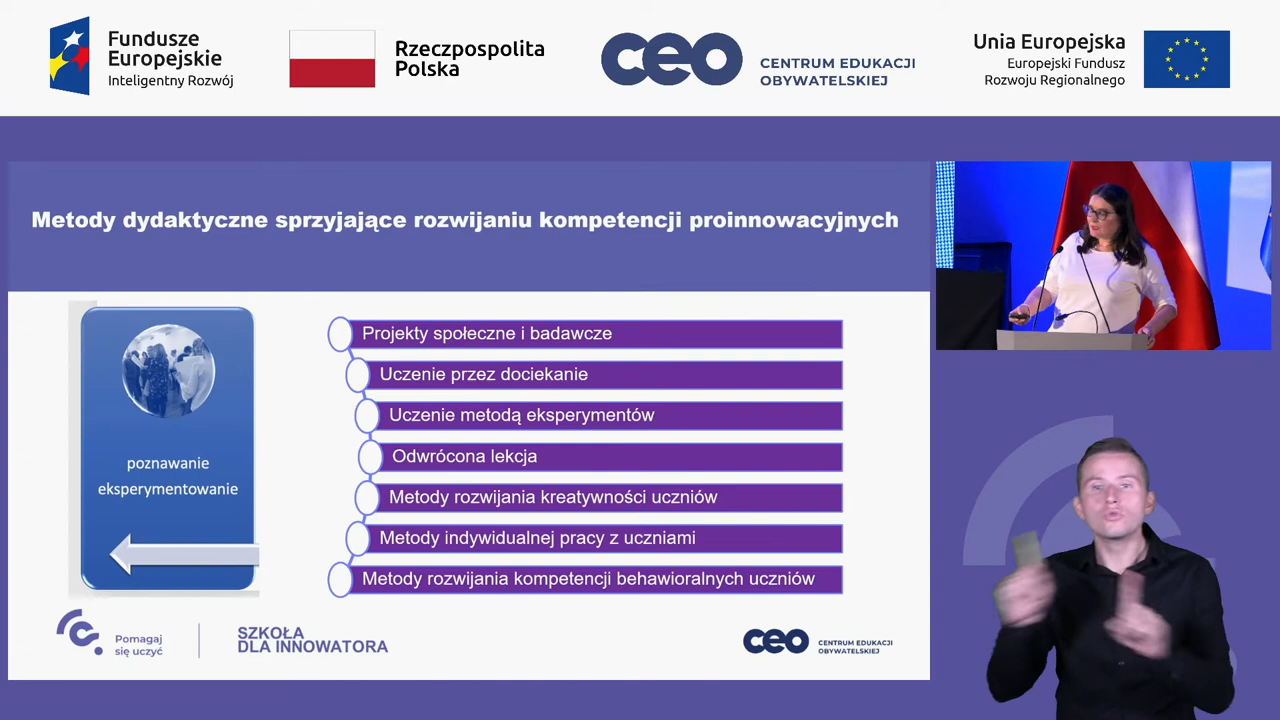 Fundusze
Europejskie
Inteligentny Rozwój
Rzeczpospolita
Polska
ceo
CENTRUM EDUKACJI
OBYWATELSKIEJ
Unia Europejska
Europejski Fundusz
Rozwoju Regionalnego
Metody dydaktyczne sprzyjające rozwijaniu kompetencji proinnowacyjnych
poznawanie
eksperymentowanie
Projekty społeczne i badawcze
Uczenie przez dociekanie
Uczenie metodą eksperymentów
Odwrócona lekcja
Metody rozwijania kreatywności uczniów
Metody indywidualnej pracy z uczniami
Metody rozwijania kompetencji behawioralnych uczniów
Pomagaj
się uczyć
SZKOŁA
DLA INNOWATORA
ceo
CENTRUM EDUKACJI
OBYWATELSKIEJ